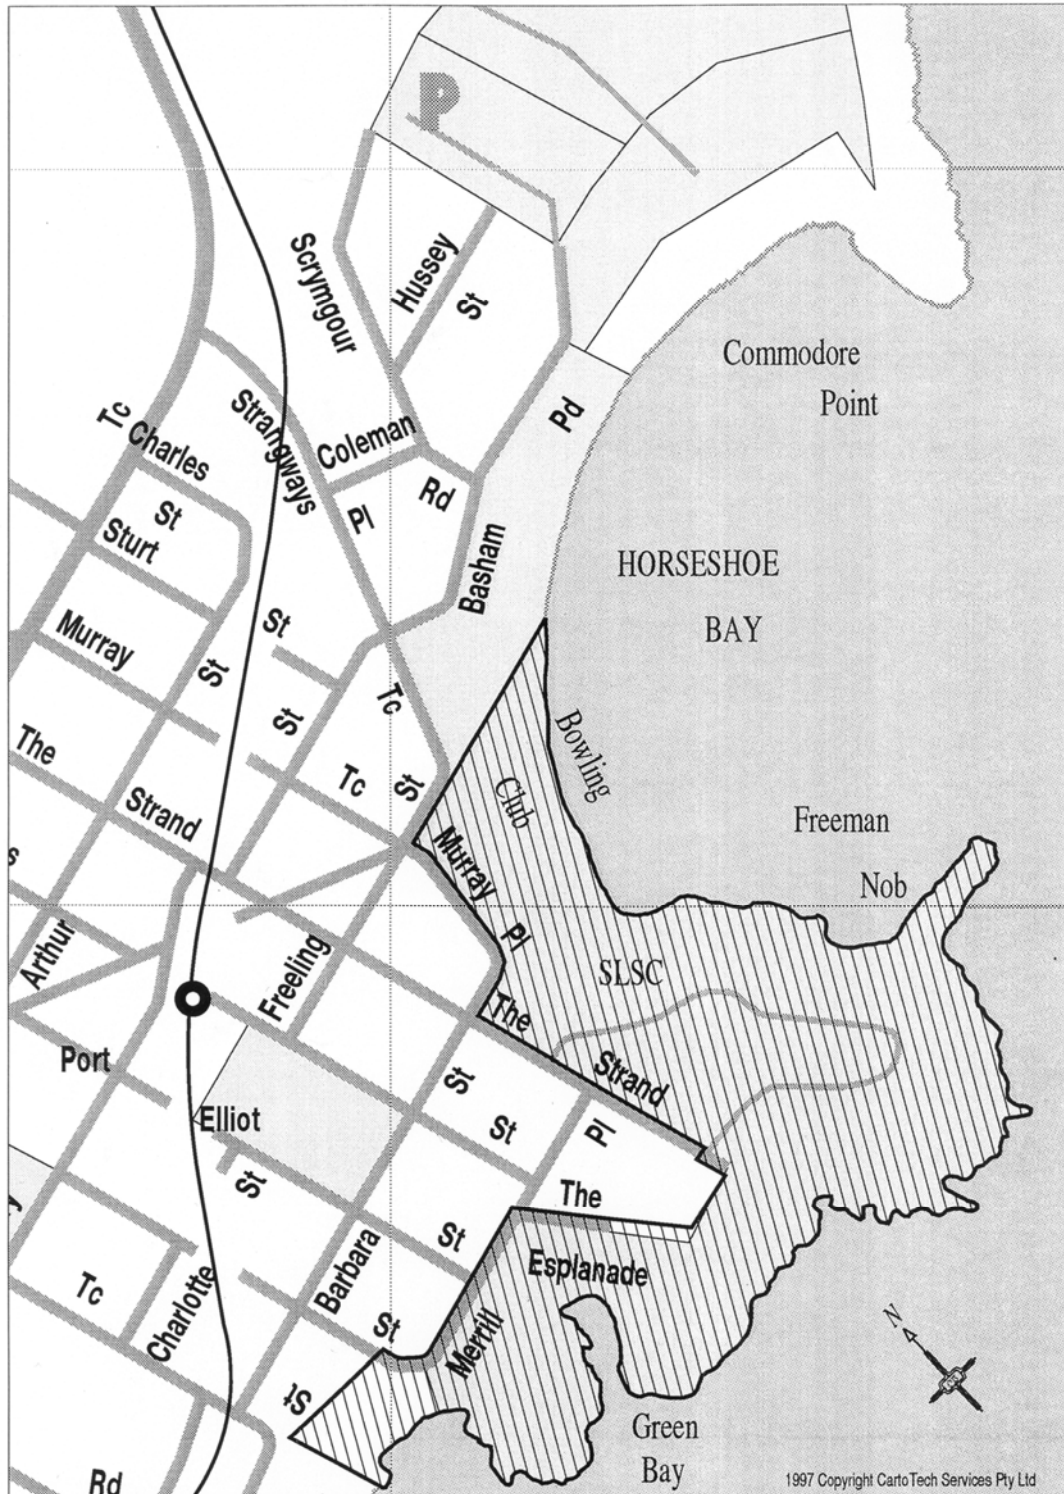 P
Scrymgour
Hussey
St
Commodore
Point
Tc
Charles
St
Strangways
Coleman
Pl
Rd
Pd
Basham
Sturt
HORSESHOE
BAY
Murray
St
St
St
Tc
Tc
St
The
Strand
Club
Bowling
Murray
Pl
Freeman
Nob
s
Arthur
Freeling
SLSC
The
Strand
Port
Elliot
St
St
St
Pl
The
Esplanade
y
Tc
Charlotte
Barbara
St
St
Merrill
St
N
Green
Bay
Rd
1997 Copyright CartoTech Services Pty Ltd